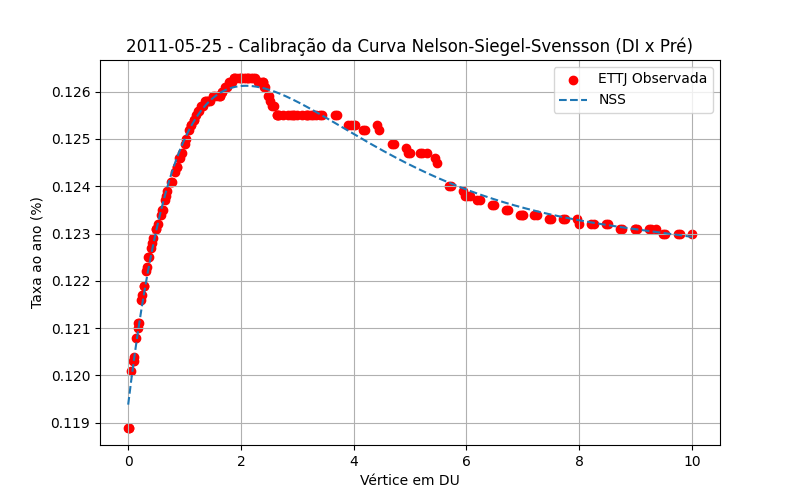 2011-05-25 - Calibração da Curva Nelson-Siegel-Svensson (DI x Pré)
ETTJ Observada
NSS
Taxa ao ano (%)
0.126
0.125
0.124
0.123
0.122
0.121
0.120
0.119
0 2 4 6 8 10
Vértice em DU